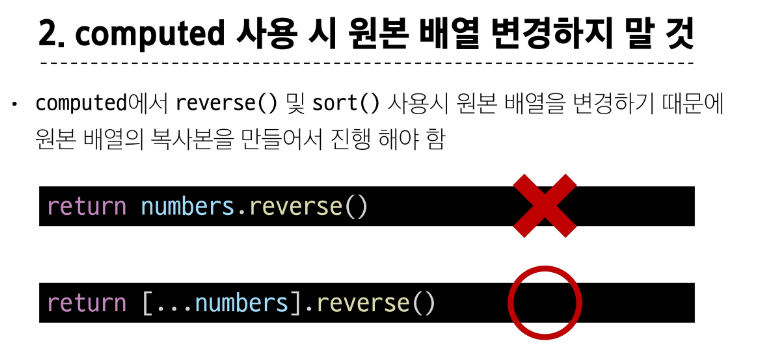 2. computed 사용 시 원본 배열 변경하지 말 것
• computed에서 reverse() 및 sort() 사용시 원본 배열을 변경하기 때문에
원본 배열의 복사본을 만들어서 진행 해야 함
return numbers.reverse()
return [...numbers].reverse()